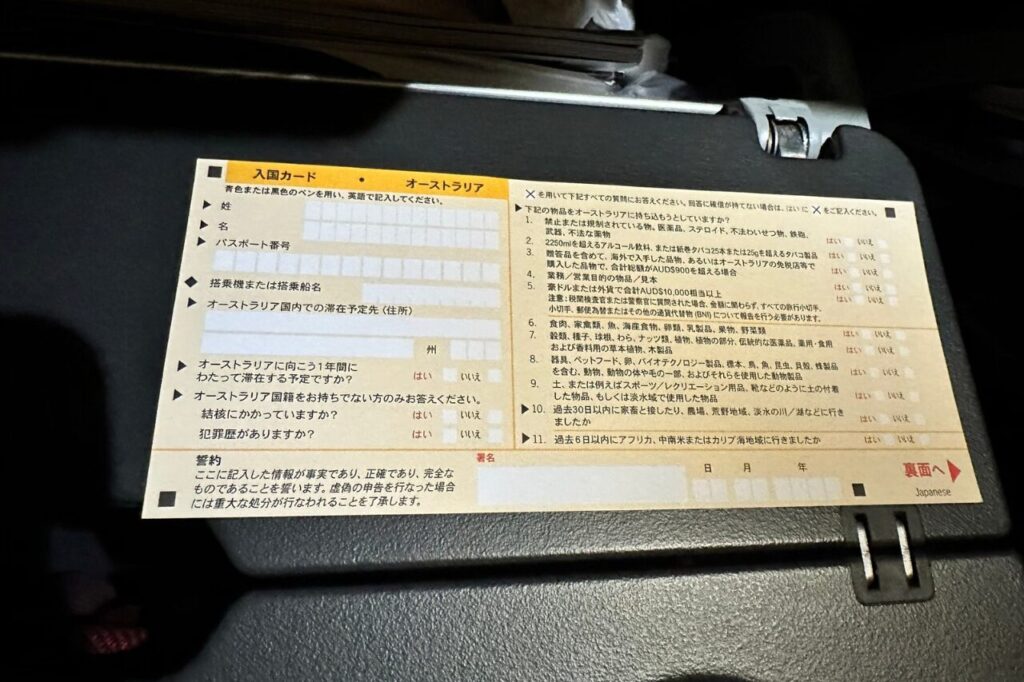 入国カード • オーストラリア
青色または黒色のペンを用い、英語で記入してください。
▶ 姓
▶ 名
▶ パスポート番号
◆ 搭乗機または搭乗船名
▶ オーストラリア国内での滞在予定先（住所）
州
▶ オーストラリアに向こう1年間に
わたって滞在する予定ですか？ はい いいえ
▶ オーストラリア国籍をお持ちでない方のみお答えください。
結核にかかっていますか？ はい いいえ
犯罪歴がありますか？ はい いいえ
X を用いて下記すべての質問にお答えください。回答に確信が持てない場合は、はい に X をご記入ください。
▶ 下記の物品をオーストラリアに持ち込もうとしていますか？
1. 禁止または規制されている物。医薬品、ステロイド、不法わいせつ物、銃砲、
武器、不法な薬物 はい いいえ
2. 2250mlを超えるアルコール飲料、または紙巻タバコ25本または25gを超えるタバコ製品 はい いいえ
3. 贈答品を含めて、海外で入手した品物、あるいはオーストラリアの免税店等で
購入した品物で、合計総額がAUD$900を超える場合 はい いいえ
4. 業務／営業目的の物品／見本 はい いいえ
5. 豪ドルまたは外貨で合計AUD$10,000相当以上 はい いいえ
注意：税関検査官または警察官に質問された場合、金額に関わらず、すべての旅行小切手、
小切手、郵便為替またはその他の通貨代替物 (BNI) について報告を行う必要があります。
6. 食肉、家禽類、魚、海産食物、卵類、乳製品、果物、野菜類 はい いいえ
7. 穀類、種子、球根、わら、ナッツ類、植物、植物の部分、伝統的な医薬品、薬用・食用
および香料用の草本植物、木製品 はい いいえ
8. 器具、ペットフード、卵、バイオテクノロジー製品、標本、鳥、魚、昆虫、貝殻、蜂製品
を含む、動物、動物の体や毛の一部、およびそれらを使用した動物製品 はい いいえ
9. 土、または例えばスポーツ／レクリエーション用品、靴などのように土の付着
した物品、もしくは淡水域で使用した物品 はい いいえ
▶ 10. 過去30日以内に家畜と接したり、農場、荒野地域、淡水の川／湖などに行き
ましたか はい いいえ
▶ 11. 過去6日以内にアフリカ、中南米またはカリブ海地域に行きましたか はい いいえ
誓約
ここに記入した情報が事実であり、正確であり、完全な
ものであることを誓います。虚偽の申告を行なった場合
には重大な処分が行なわれることを了承します。
署名
日 月 年
裏面へ ▶
Japanese